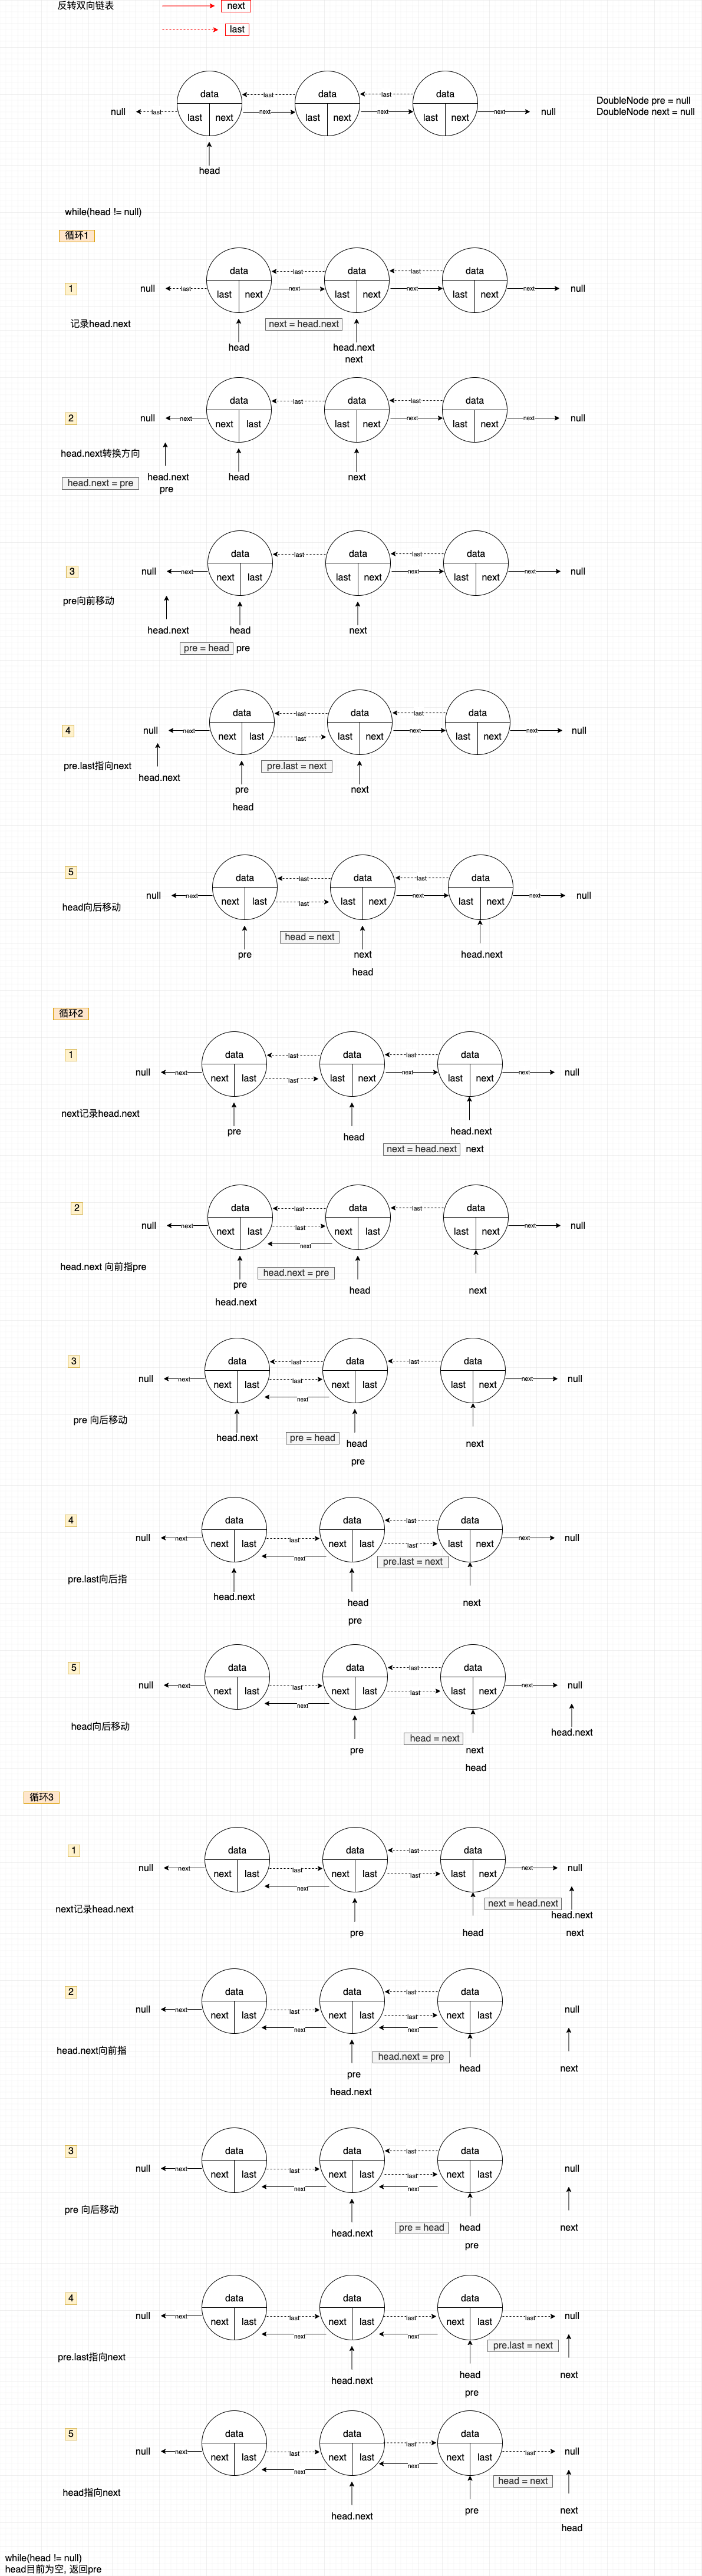 反转双向链表
next
last
data data data
last last
null last last next next last next next last next next null
head
DoubleNode pre = null
DoubleNode next = null
while(head != null)
循环1
1
data data data
last last
null last last next next last next next last next next null
记录head.next
head
next = head.next
head.next
next
2
data data data
last last
null next next last last next next last next next null
head.next转换方向
head.next = pre
head.next
pre
head
next
3
data data data
last last
null next next last last next next last next next null
pre向前移动
head.next
head
next
pre = head
pre
4
data data data
last last
null next next last last last next next last next next null
pre.last指向next
head.next
pre.last = next
pre
head
next
5
data data data
last last
null next next last last last next next last next next null
head向后移动
head = next
pre
next
head
head.next
循环2
1
data data data
last last
null next next last last last next next last next next null
next记录head.next
pre
head
head.next
next = head.next
next
2
data data data
last last
null next next last last next last last next next null
next
head.next 向前指pre
pre
head.next
head.next = pre
head
next
3
data data data
last last
null next next last last next last last next next null
next
pre 向后移动
head.next
pre = head
head
pre
next
4
data data data
last
null next next last last next last last last next next null
next
pre.last = next
pre.last向后指
head.next
head
pre
next
5
data data data
last
null next next last last next last last last next next null
next
head向后移动
pre
head = next
next
head
head.next
循环3
1
data data data
last
null next next last last next last last last next next null
next
next记录head.next
pre
head
next = head.next
head.next
next
2
data data data
last
null next next last last next last last next last null
next next
head.next向前指
pre
head.next
head.next = pre
head
next
3
data data data
last
null next next last last next last last next last null
next next
pre 向后移动
head.next
pre = head
head
pre
next
4
data data data
null next next last last next last last next last last null
next next
pre.last指向next
head.next
head
pre
pre.last = next
next
5
data data data
last
null next next last last next last next last last null
next next
head指向next
head.next
pre
head = next
next
head
while(head != null)
head目前为空, 返回pre